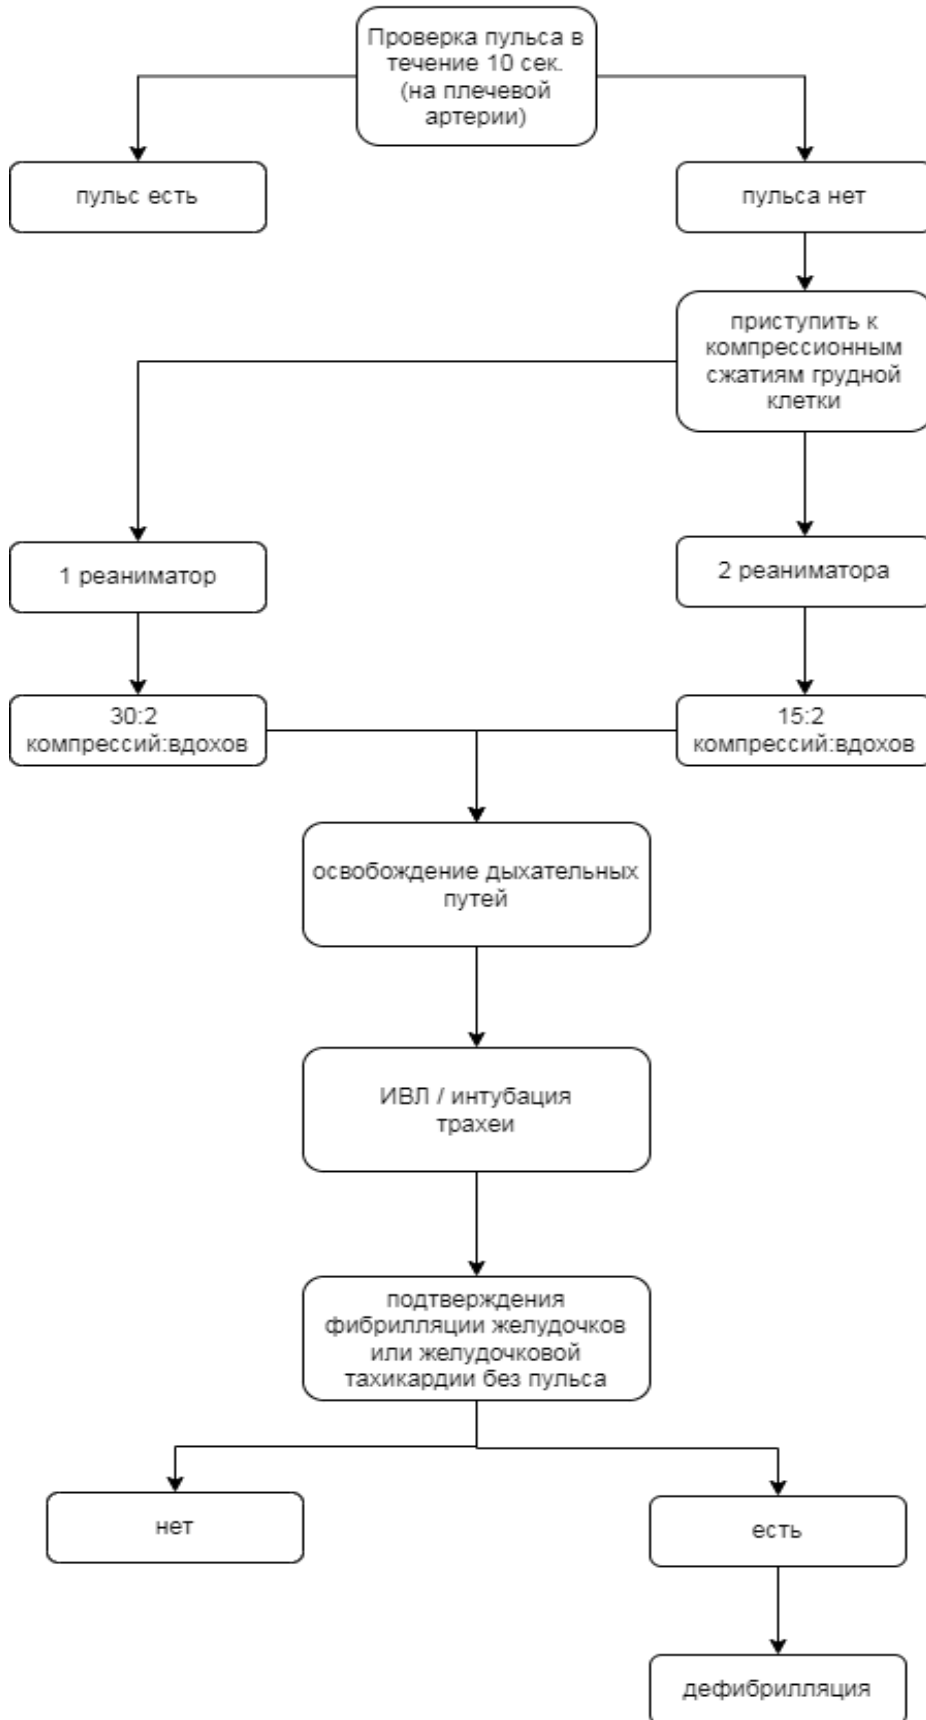 Проверка пульса в
течение 10 сек.
(на плечевой
артерии)
пульс есть
пульса нет
приступить к
компрессионным
сжатиям грудной
клетки
1 реаниматор
2 реаниматора
30:2
компрессий:вдохов
15:2
компрессий:вдохов
освобождение дыхательных
путей
ИВЛ / интубация
трахеи
подтверждения
фибрилляции желудочков
или желудочковой
тахикардии без пульса
нет
есть
дефибрилляция